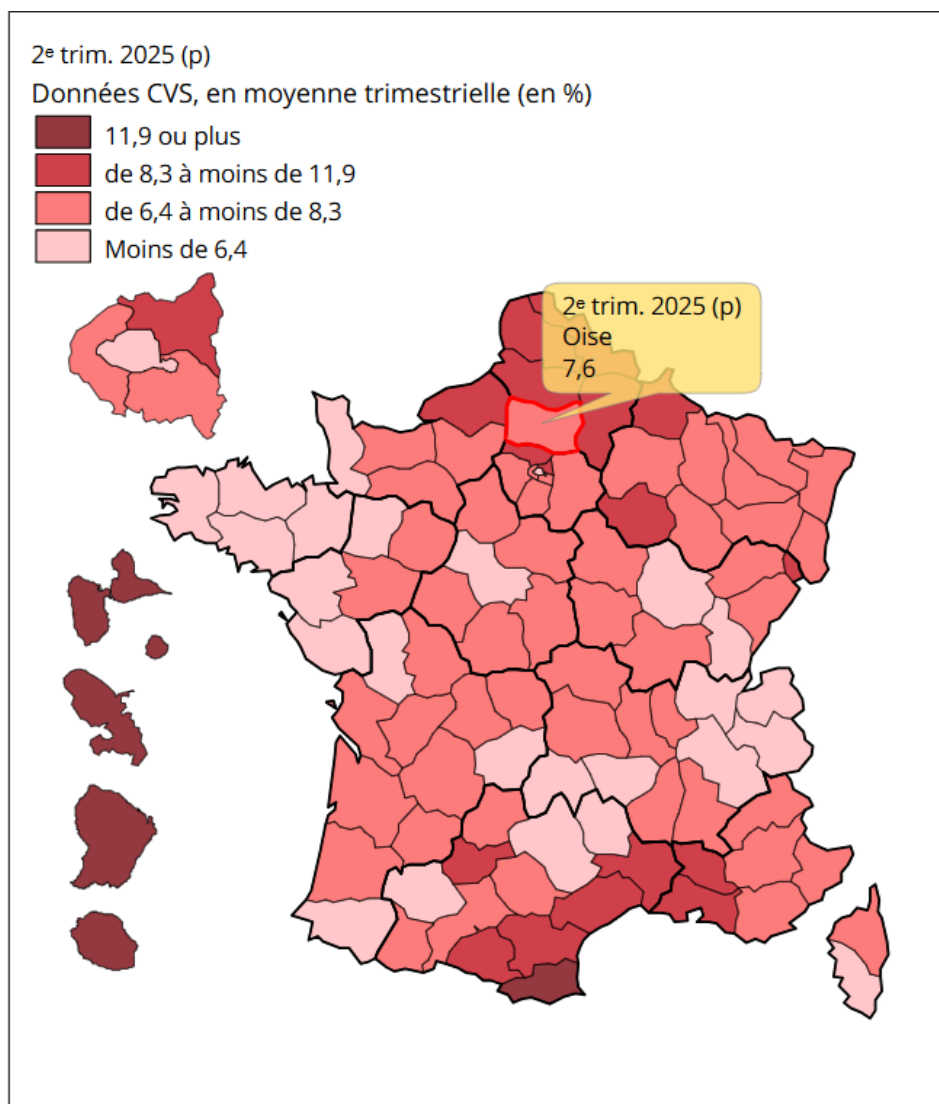 2ᵉ trim. 2025 (p)
Données CVS, en moyenne trimestrielle (en %)
11,9 ou plus
de 8,3 à moins de 11,9
de 6,4 à moins de 8,3
Moins de 6,4
2ᵉ trim. 2025 (p)
Oise
7,6